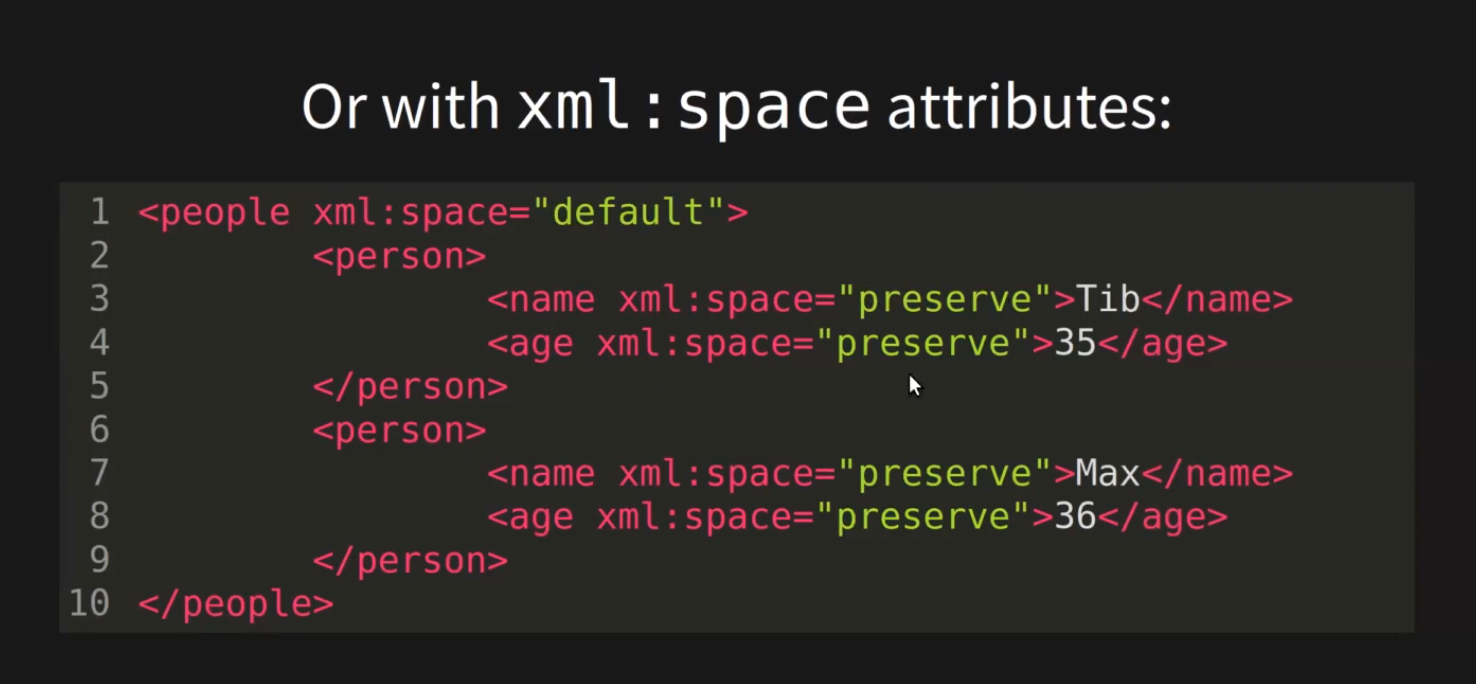 Or with xml:space attributes:
1 <people xml:space="default">
2         <person>
3                 <name xml:space="preserve">Tib</name>
4                 <age xml:space="preserve">35</age>
5         </person>
6         <person>
7                 <name xml:space="preserve">Max</name>
8                 <age xml:space="preserve">36</age>
9         </person>
10 </people>